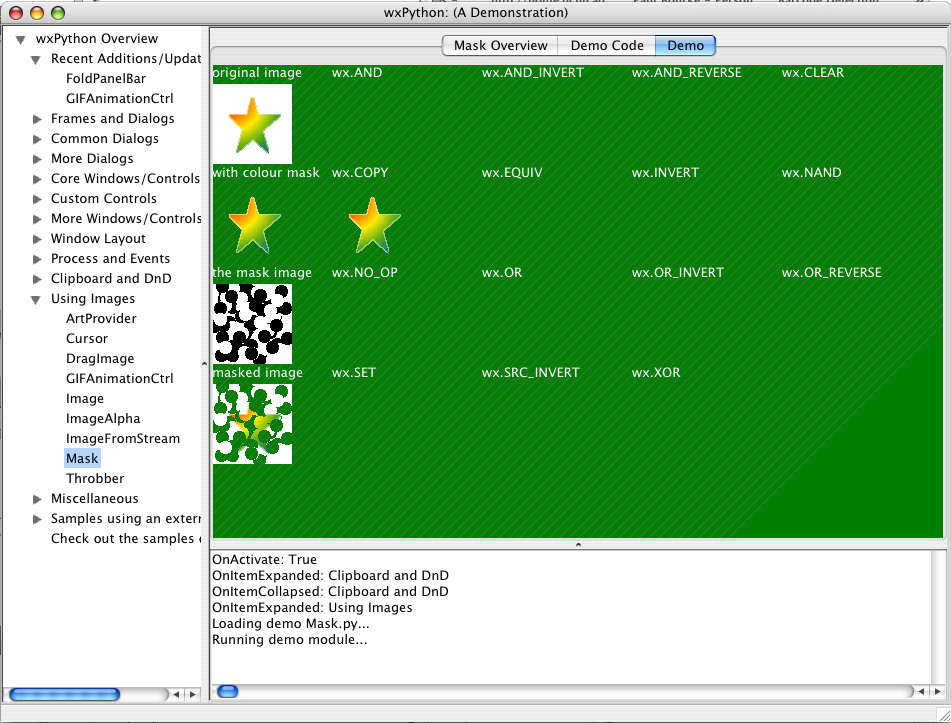 wxPython: (A Demonstration)
wxPython Overview
Recent Additions/Updat
FoldPanelBar
GIFAnimationCtrl
Frames and Dialogs
Common Dialogs
More Dialogs
Core Windows/Controls
Custom Controls
More Windows/Controls
Window Layout
Process and Events
Clipboard and DnD
Using Images
ArtProvider
Cursor
DragImage
GIFAnimationCtrl
Image
ImageAlpha
ImageFromStream
Mask
Throbber
Miscellaneous
Samples using an extern
Check out the samples
Mask Overview Demo Code Demo
original image wx.AND wx.AND_INVERT wx.AND_REVERSE wx.CLEAR
with colour mask wx.COPY wx.EQUIV wx.INVERT wx.NAND
the mask image wx.NO_OP wx.OR wx.OR_INVERT wx.OR_REVERSE
masked image wx.SET wx.SRC_INVERT wx.XOR
OnActivate: True
OnItemExpanded: Clipboard and DnD
OnItemCollapsed: Clipboard and DnD
OnItemExpanded: Using Images
Loading demo Mask.py...
Running demo module...